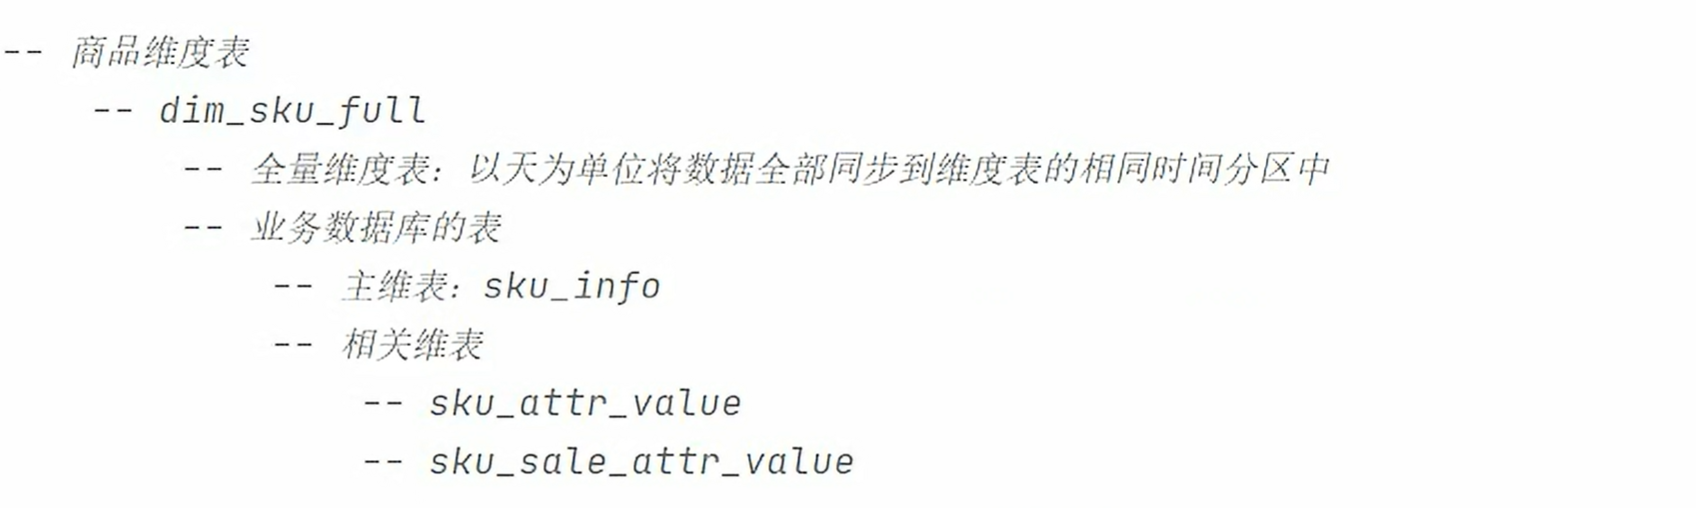 -- 商品维度表
-- dim_sku_full
-- 全量维度表：以天为单位将数据全部同步到维度表的相同时间分区中
-- 业务数据库的表
-- 主维表：sku_info
-- 相关维表
-- sku_attr_value
-- sku_sale_attr_value